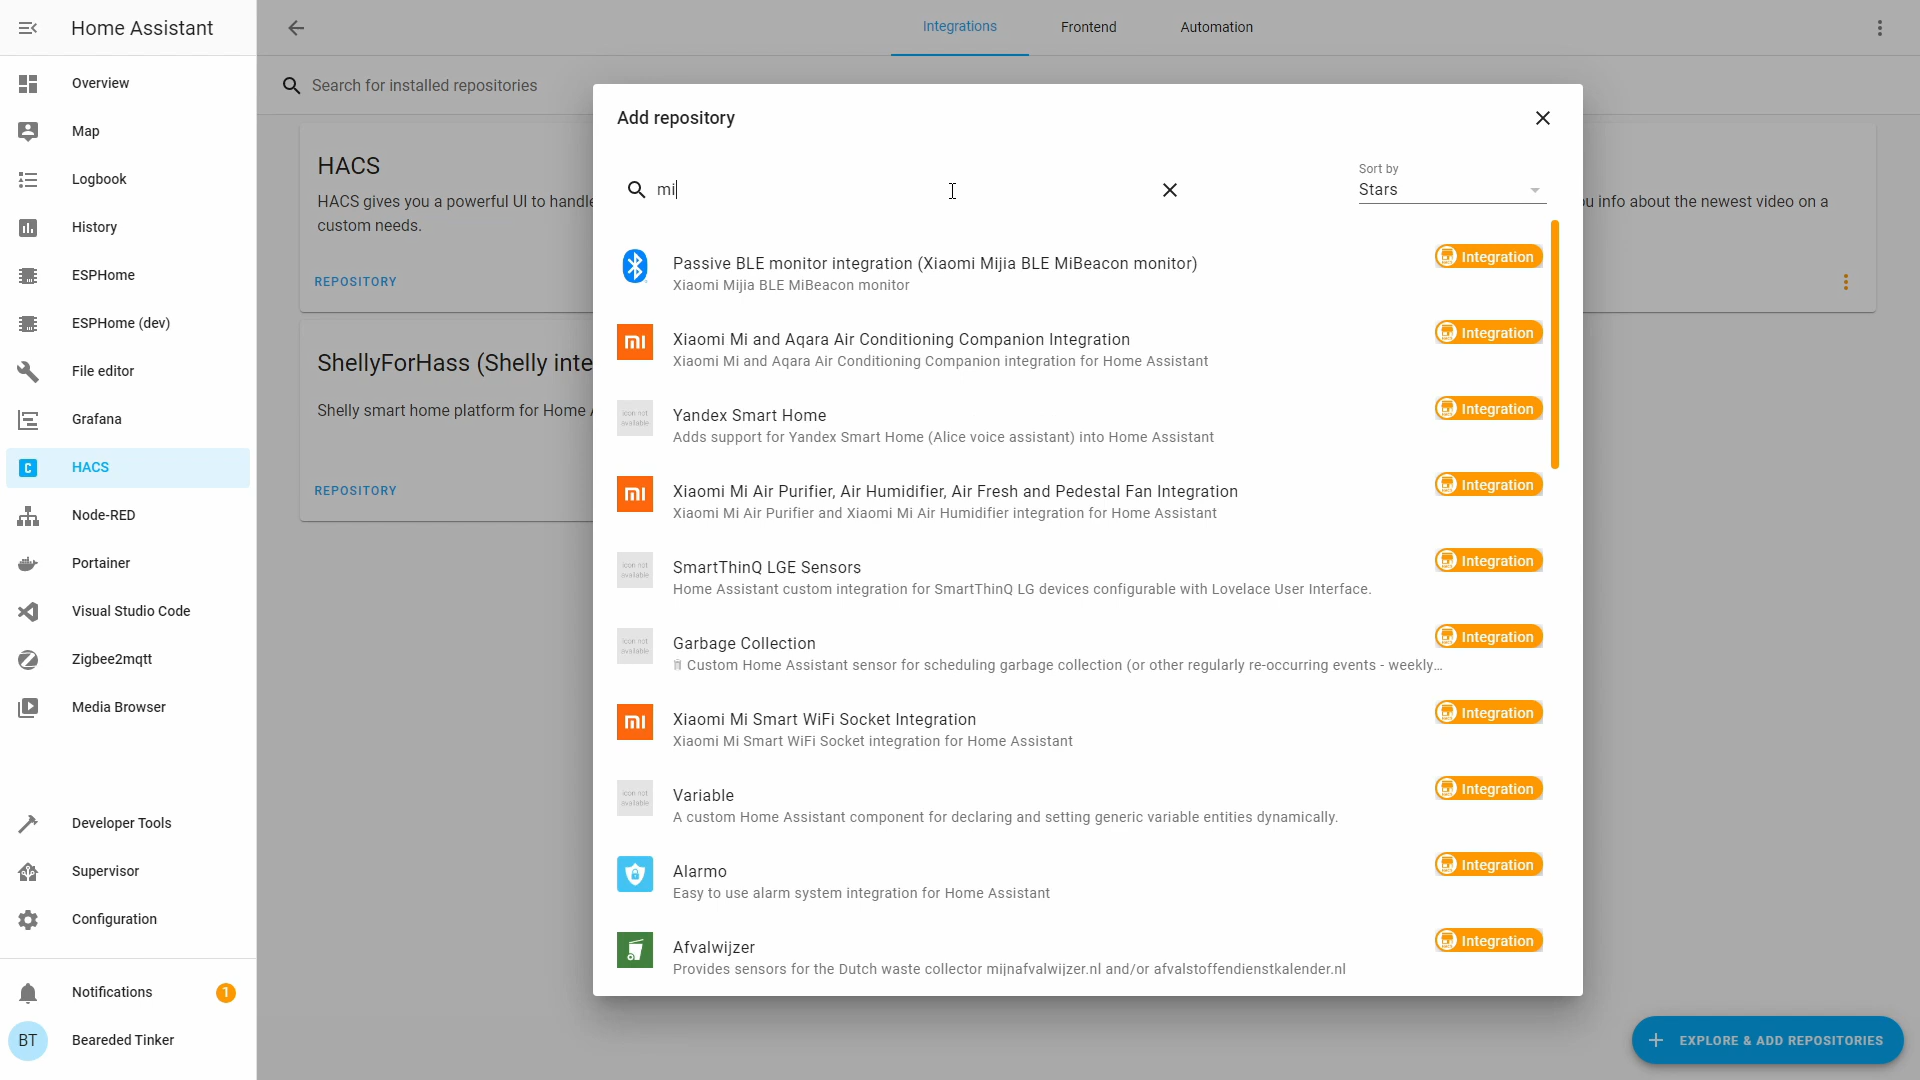 Home Assistant
Overview
Map
Logbook
History
ESPHome
ESPHome (dev)
File editor
Grafana
HACS
Node-RED
Portainer
Visual Studio Code
Zigbee2mqtt
Media Browser
Developer Tools
Supervisor
Configuration
Notifications 1
BT Beareded Tinker
Integrations Frontend Automation
Search for installed repositories
HACS
HACS gives you a powerful UI to handle
custom needs.
REPOSITORY
ShellyForHass (Shelly inte
Shelly smart home platform for Home
REPOSITORY
u info about the newest video on a
Add repository
mi
Sort by
Stars
Passive BLE monitor integration (Xiaomi Mijia BLE MiBeacon monitor)
Xiaomi Mijia BLE MiBeacon monitor
Integration
Xiaomi Mi and Aqara Air Conditioning Companion Integration
Xiaomi Mi and Aqara Air Conditioning Companion integration for Home Assistant
Integration
icon not
available
Yandex Smart Home
Adds support for Yandex Smart Home (Alice voice assistant) into Home Assistant
Integration
Xiaomi Mi Air Purifier, Air Humidifier, Air Fresh and Pedestal Fan Integration
Xiaomi Mi Air Purifier and Xiaomi Mi Air Humidifier integration for Home Assistant
Integration
icon not
available
SmartThinQ LGE Sensors
Home Assistant custom integration for SmartThinQ LG devices configurable with Lovelace User Interface.
Integration
icon not
available
Garbage Collection
Custom Home Assistant sensor for scheduling garbage collection (or other regularly re-occurring events - weekly…
Integration
Xiaomi Mi Smart WiFi Socket Integration
Xiaomi Mi Smart WiFi Socket integration for Home Assistant
Integration
icon not
available
Variable
A custom Home Assistant component for declaring and setting generic variable entities dynamically.
Integration
Alarmo
Easy to use alarm system integration for Home Assistant
Integration
Afvalwijzer
Provides sensors for the Dutch waste collector mijnafvalwijzer.nl and/or afvalstoffendienstkalender.nl
Integration
EXPLORE & ADD REPOSITORIES